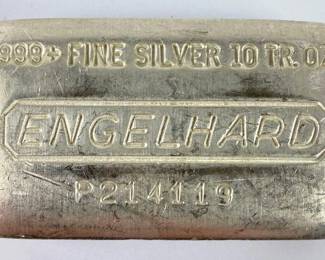 999+ FINE SILVER 10 TR. OZ
ENGELHARD
P214119